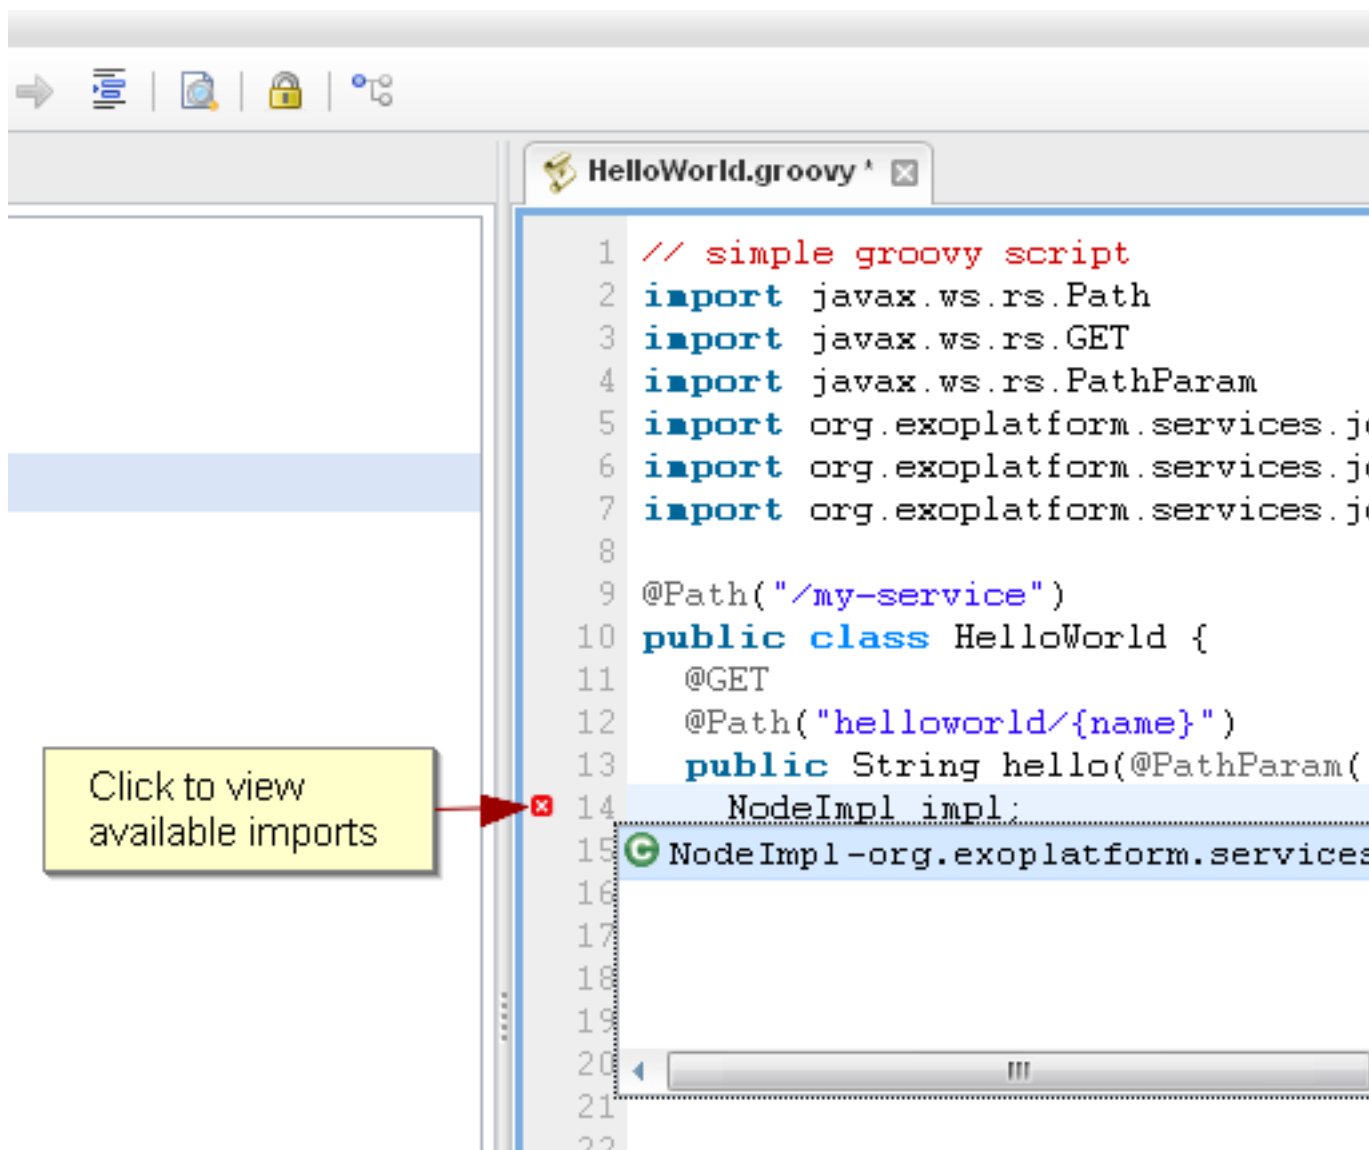 HelloWorld.groovy *
1 // simple groovy script
2 import javax.ws.rs.Path
3 import javax.ws.rs.GET
4 import javax.ws.rs.PathParam
5 import org.exoplatform.services.j
6 import org.exoplatform.services.j
7 import org.exoplatform.services.j
8
9 @Path("/my-service")
10 public class HelloWorld {
11 @GET
12 @Path("helloworld/{name}")
13 public String hello(@PathParam(
Click to view
available imports
14 NodeImpl impl;
15 C NodeImpl-org.exoplatform.services
16
17
18
19
20
21
22